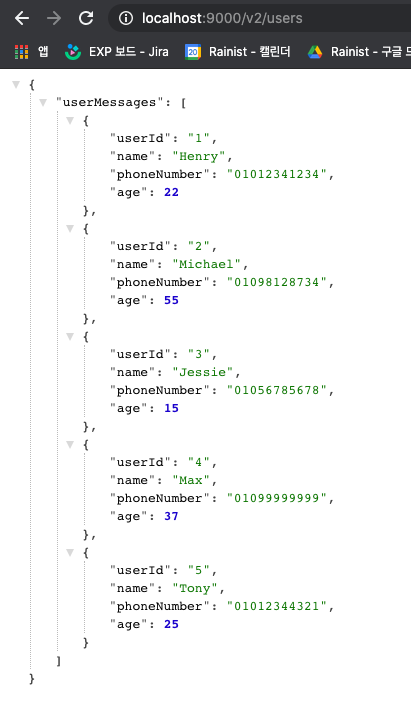 localhost:9000/v2/users
앱 EXP 보드 - Jira 20 Rainist - 캘린더 Rainist - 구글 드
{
"userMessages": [
{
"userId": "1",
"name": "Henry",
"phoneNumber": "01012341234",
"age": 22
},
{
"userId": "2",
"name": "Michael",
"phoneNumber": "01098128734",
"age": 55
},
{
"userId": "3",
"name": "Jessie",
"phoneNumber": "01056785678",
"age": 15
},
{
"userId": "4",
"name": "Max",
"phoneNumber": "01099999999",
"age": 37
},
{
"userId": "5",
"name": "Tony",
"phoneNumber": "01012344321",
"age": 25
}
]
}